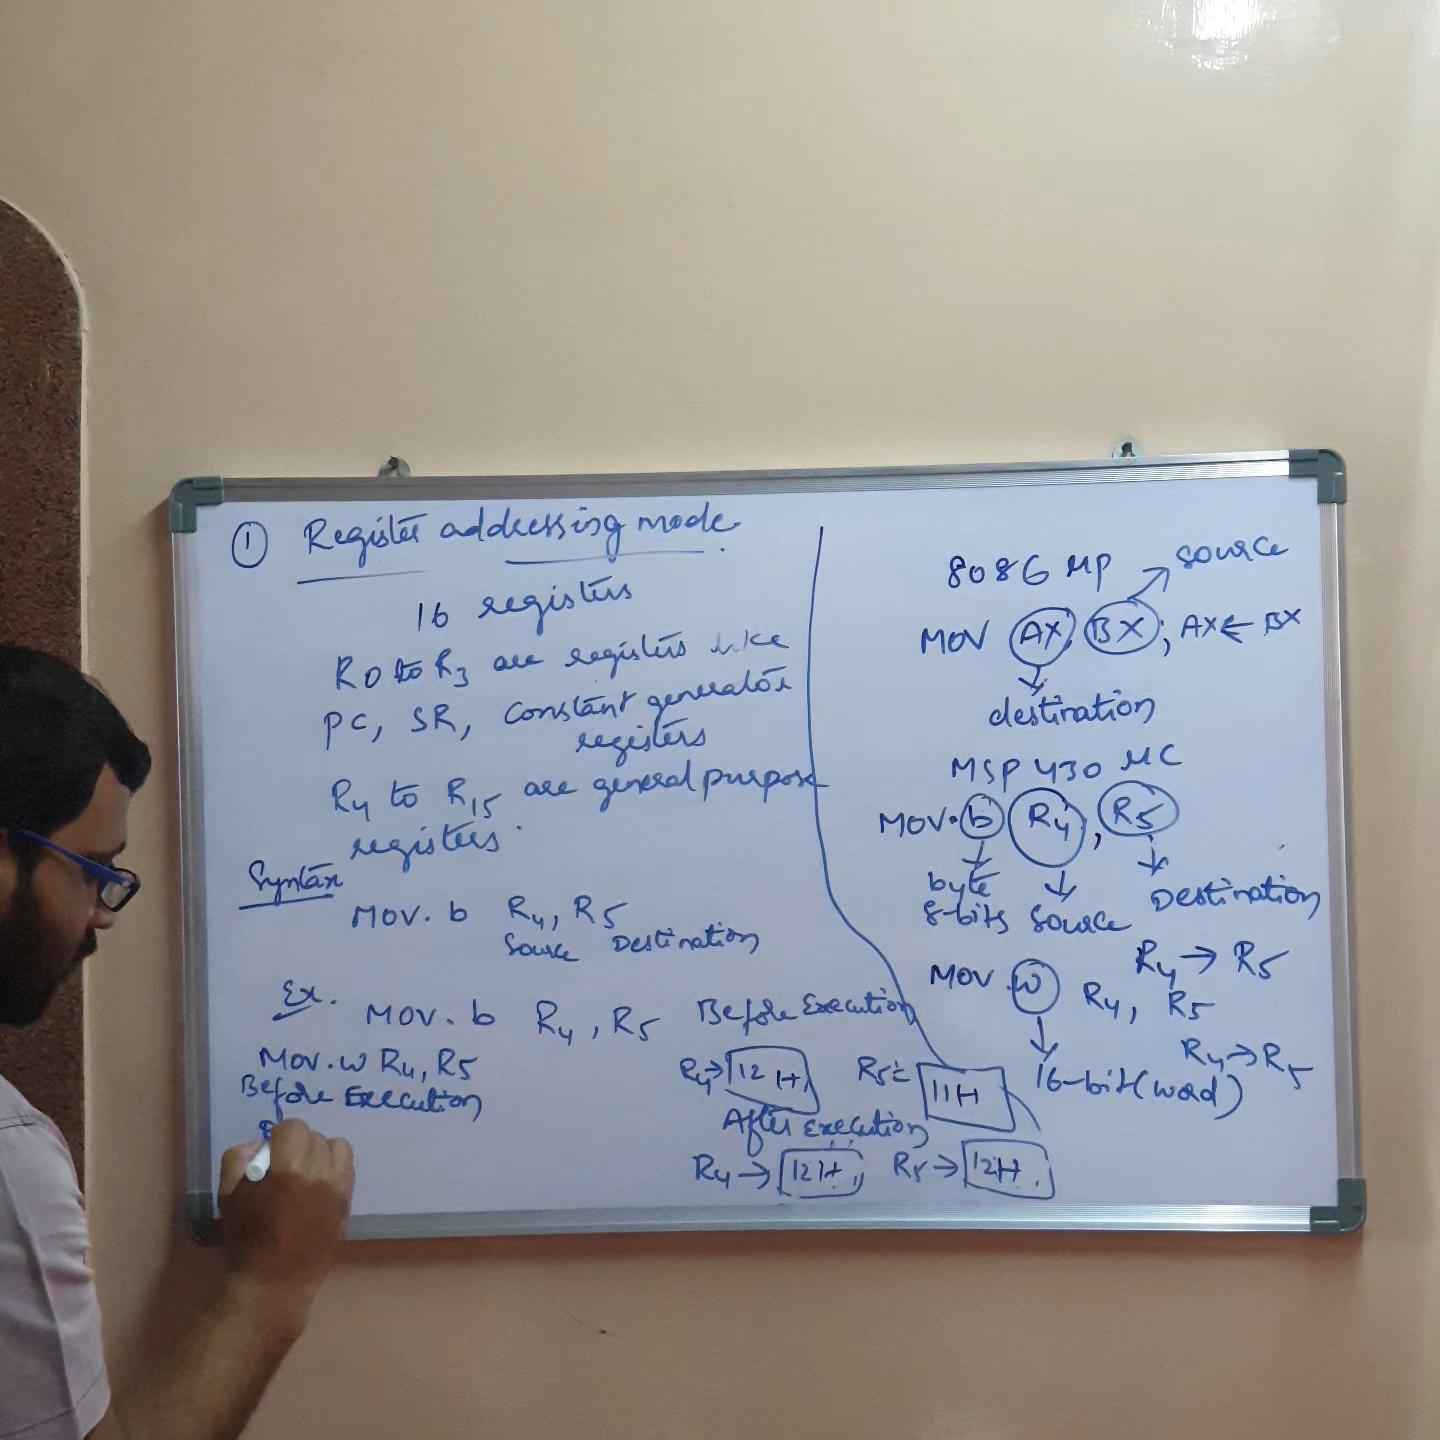 ① Register addressing mode
16 registers
R0 to R3 are registers like
PC, SR, Constant generator
registers
R4 to R15 are general purpose
registers.
Syntax
MOV.b R4, R5
Source Destination
Ex. MOV.b R4, R5
MOV.W R4, R5
Before Execution
Before Execution
R4→ 12H, R5= 11H
After execution
R4→ 12H, R5→ 12H
8086 MP
source
MOV AX, BX; AX← BX
destination
MSP430 MC
MOV.b R4, R5
byte
8-bits Source Destination
R4→ R5
MOV.W R4, R5
R4→R5
16-bit(word)